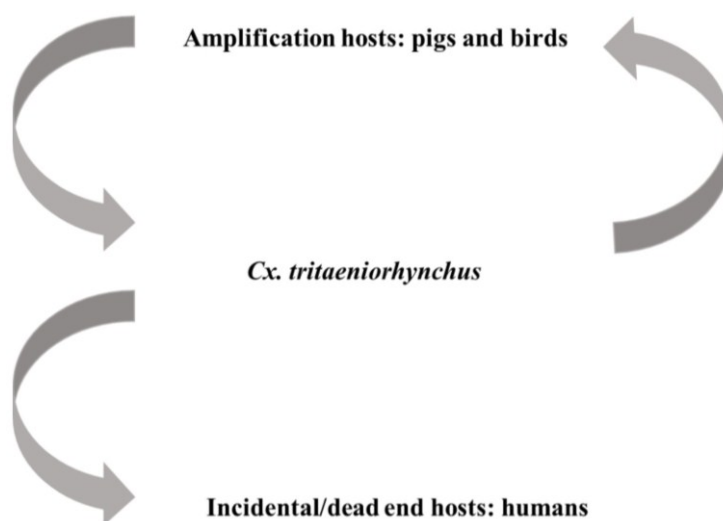 Amplification hosts: pigs and birds
Cx. tritaeniorhynchus
Incidental/dead end hosts: humans